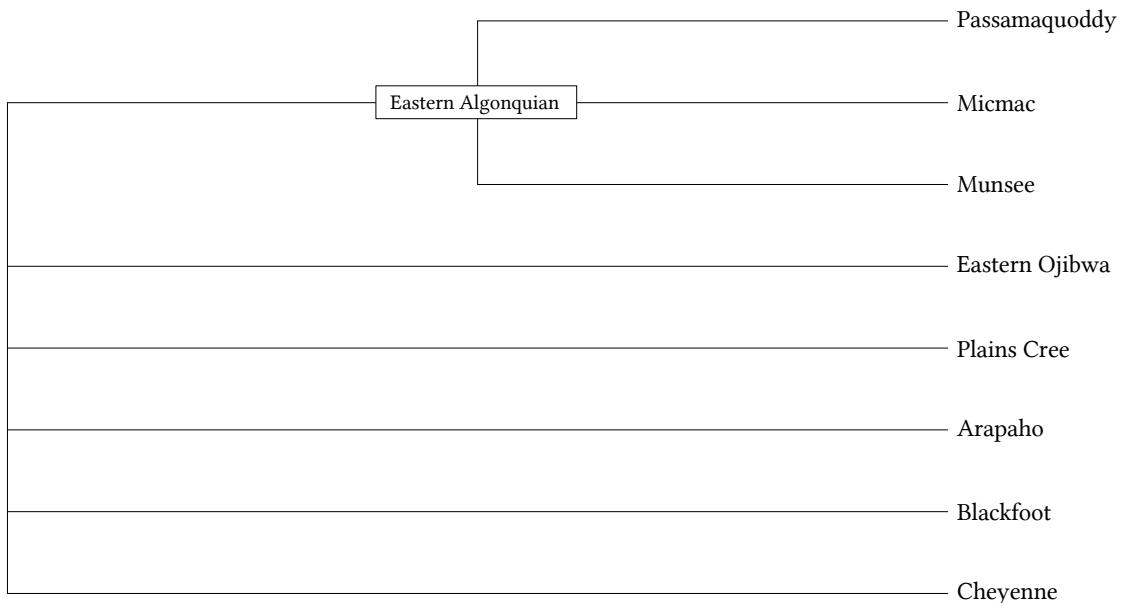 Passamaquoddy
Eastern Algonquian
Micmac
Munsee
Eastern Ojibwa
Plains Cree
Arapaho
Blackfoot
Cheyenne